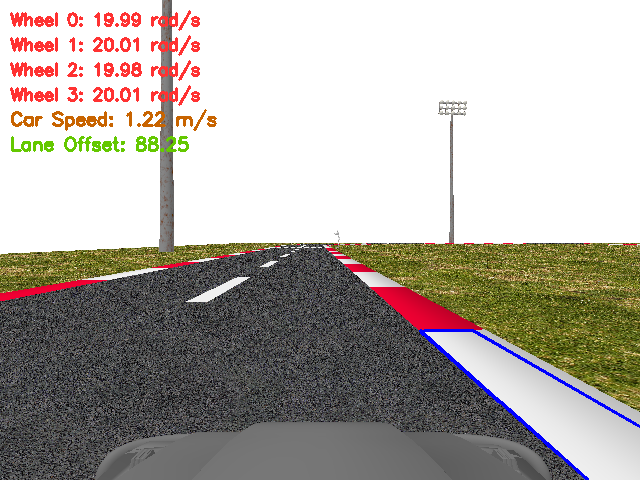 Wheel 0: 19.99 rad/s
Wheel 1: 20.01 rad/s
Wheel 2: 19.98 rad/s
Wheel 3: 20.01 rad/s
Car Speed: 1.22 m/s
Lane Offset: 88.25